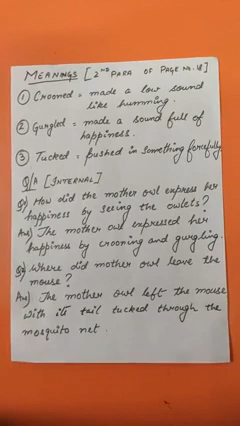 MEANINGS [2ND PARA OF PAGE No. 48]
① Crooned = made a low sound
like humming.
② Gurgled = made a sound full of
happiness.
③ Tucked = pushed in something forcefully
Q/A [INTERNAL]
Q1) How did the mother owl express her
happiness by seeing the owlets?
Ans) The mother owl expressed her
happiness by crooning and gurgling.
Q2) Where did mother owl leave the
mouse?
Ans) The mother owl left the mouse
with its tail tucked through the
mosquito net.